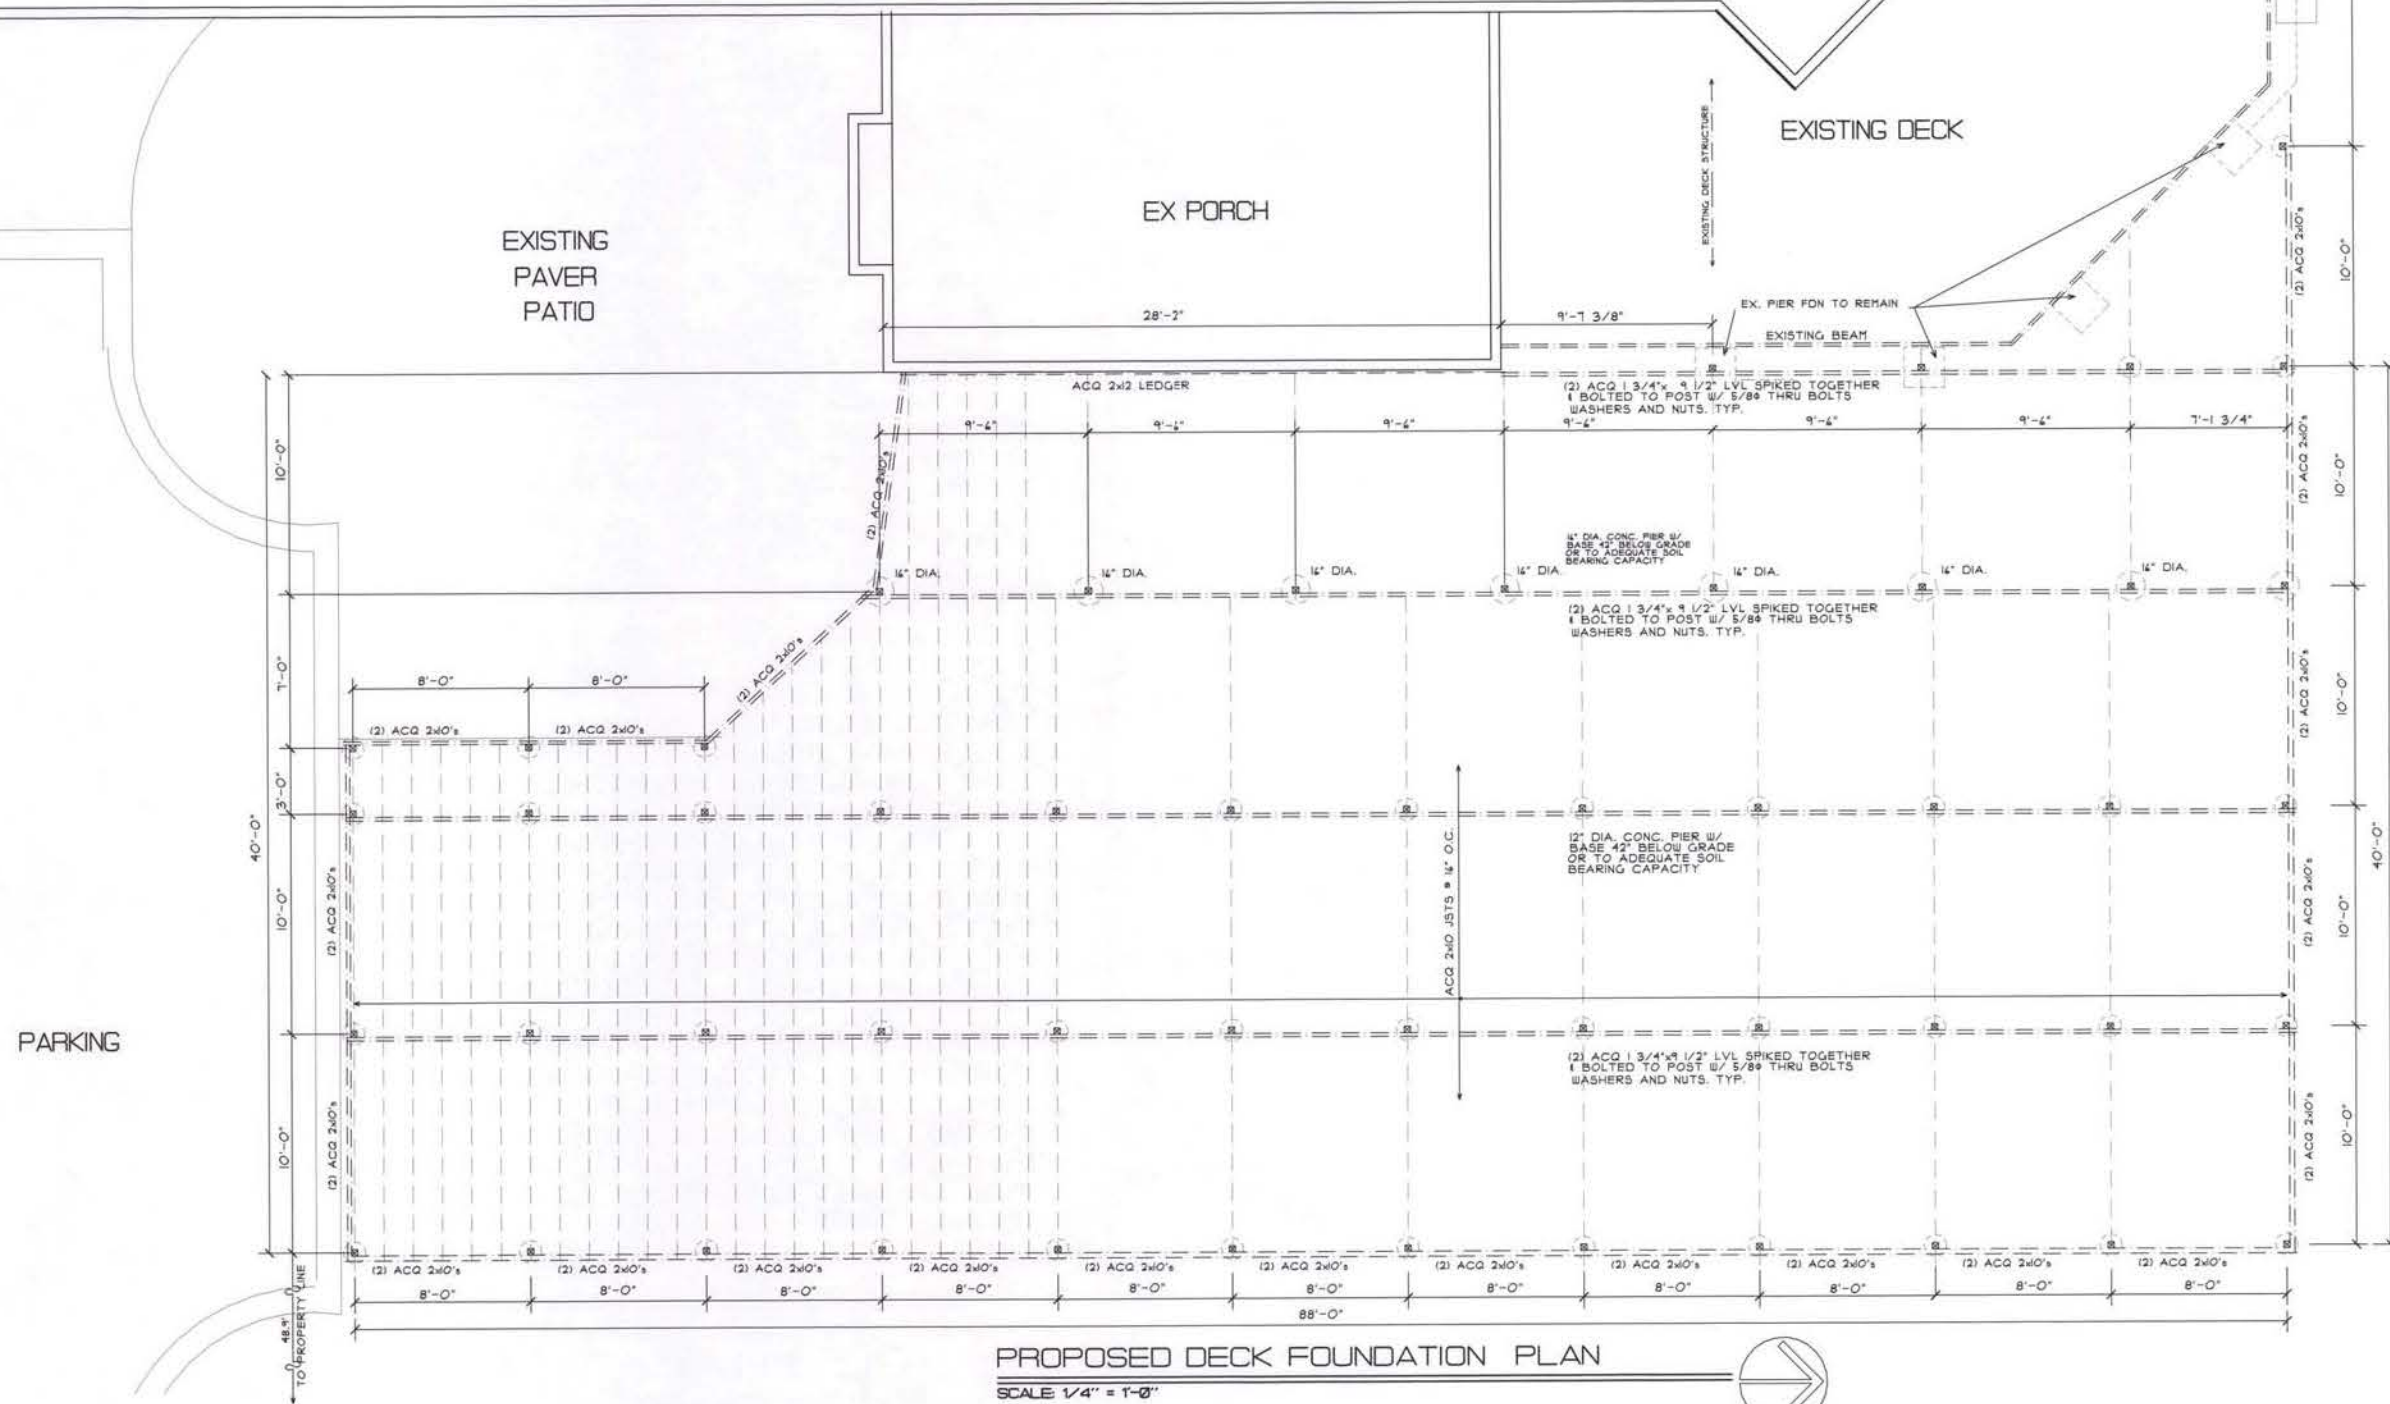 EXISTING DECK
EXISTING DECK STRUCTURE
EX PORCH
EXISTING
PAVER
PATIO
28'-2"
9'-7 3/8"
EX. PIER FDN TO REMAIN
EXISTING BEAM
(2) ACQ 2x10's
10'-0"
ACQ 2x12 LEDGER
(2) ACQ 1 3/4"x 9 1/2" LVL SPIKED TOGETHER
& BOLTED TO POST W/ 5/8ø THRU BOLTS
WASHERS AND NUTS. TYP.
9'-6"
9'-6"
9'-6"
9'-6"
9'-6"
9'-6"
7'-1 3/4"
10'-0"
(2) ACQ 2x10's
(2) ACQ 2x10's
10'-0"
16" DIA. CONC. PIER W/
BASE 42" BELOW GRADE
OR TO ADEQUATE SOIL
BEARING CAPACITY
16" DIA.
16" DIA.
16" DIA.
16" DIA.
16" DIA.
16" DIA.
16" DIA.
(2) ACQ 1 3/4"x 9 1/2" LVL SPIKED TOGETHER
& BOLTED TO POST W/ 5/8ø THRU BOLTS
WASHERS AND NUTS. TYP.
7'-0"
8'-0"
8'-0"
(2) ACQ 2x10's
(2) ACQ 2x10's
(2) ACQ 2x10's
(2) ACQ 2x10's
10'-0"
3'-0"
40'-0"
12" DIA. CONC. PIER W/
BASE 42" BELOW GRADE
OR TO ADEQUATE SOIL
BEARING CAPACITY
ACQ 2x10 JSTS @ 16" O.C.
40'-0"
10'-0"
(2) ACQ 2x10's
(2) ACQ 2x10's
10'-0"
PARKING
(2) ACQ 1 3/4"x9 1/2" LVL SPIKED TOGETHER
& BOLTED TO POST W/ 5/8ø THRU BOLTS
WASHERS AND NUTS. TYP.
10'-0"
(2) ACQ 2x10's
(2) ACQ 2x10's
10'-0"
(2) ACQ 2x10's
(2) ACQ 2x10's
(2) ACQ 2x10's
(2) ACQ 2x10's
(2) ACQ 2x10's
(2) ACQ 2x10's
(2) ACQ 2x10's
(2) ACQ 2x10's
(2) ACQ 2x10's
(2) ACQ 2x10's
(2) ACQ 2x10's
8'-0"
8'-0"
8'-0"
8'-0"
8'-0"
8'-0"
8'-0"
8'-0"
8'-0"
8'-0"
8'-0"
88'-0"
48.9'
TO PROPERTY LINE
PROPOSED DECK FOUNDATION PLAN
SCALE: 1/4" = 1'-0"